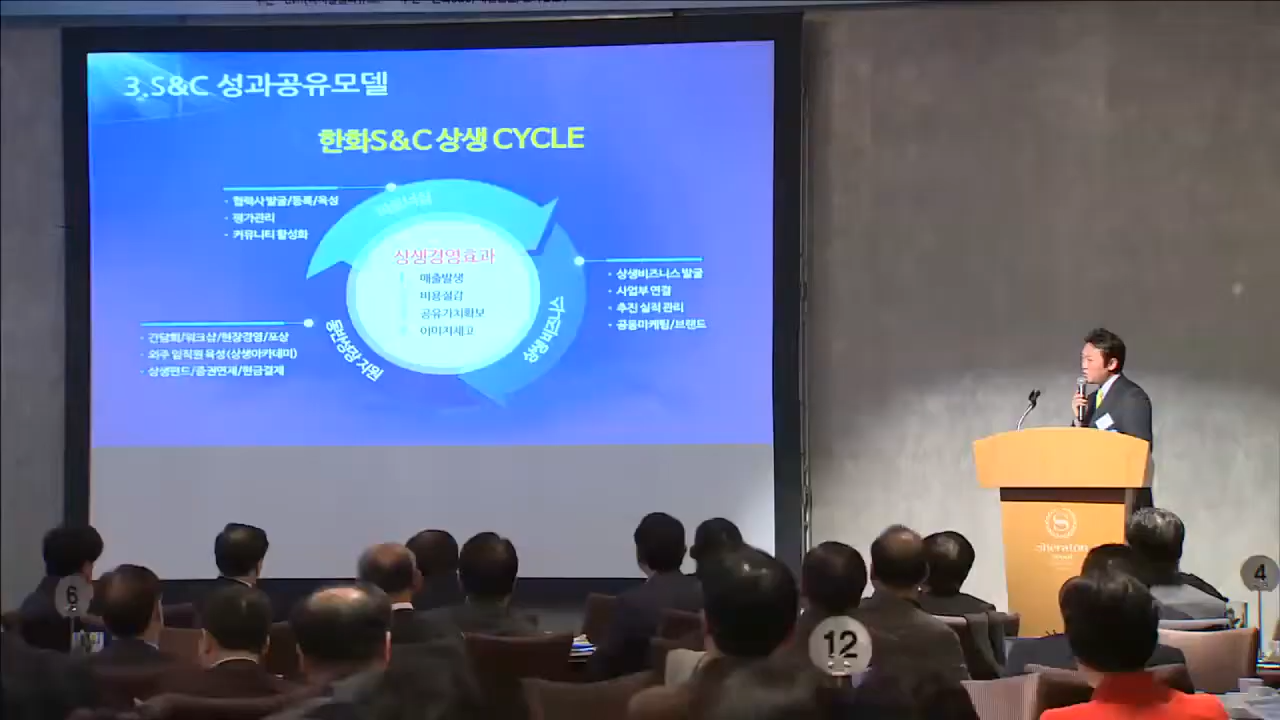 3.S&C 성과공유모델
한화S&C 상생 CYCLE
- 협력사 발굴/등록/육성
- 평가관리
- 커뮤니티 활성화
상생경영효과
매출발생
비용절감
공유가치확보
이미지제고
- 상생비즈니스 발굴
- 사업부 연결
- 추진 실적 관리
- 공동마케팅/브랜드
상생 비즈니스
동반성장 지원
- 간담회/워크샵/현장경영/포상
- 외주 임직원 육성(상생아카데미)
- 상생펀드/증권면제/현금결제
S
Sheraton
6
12
4